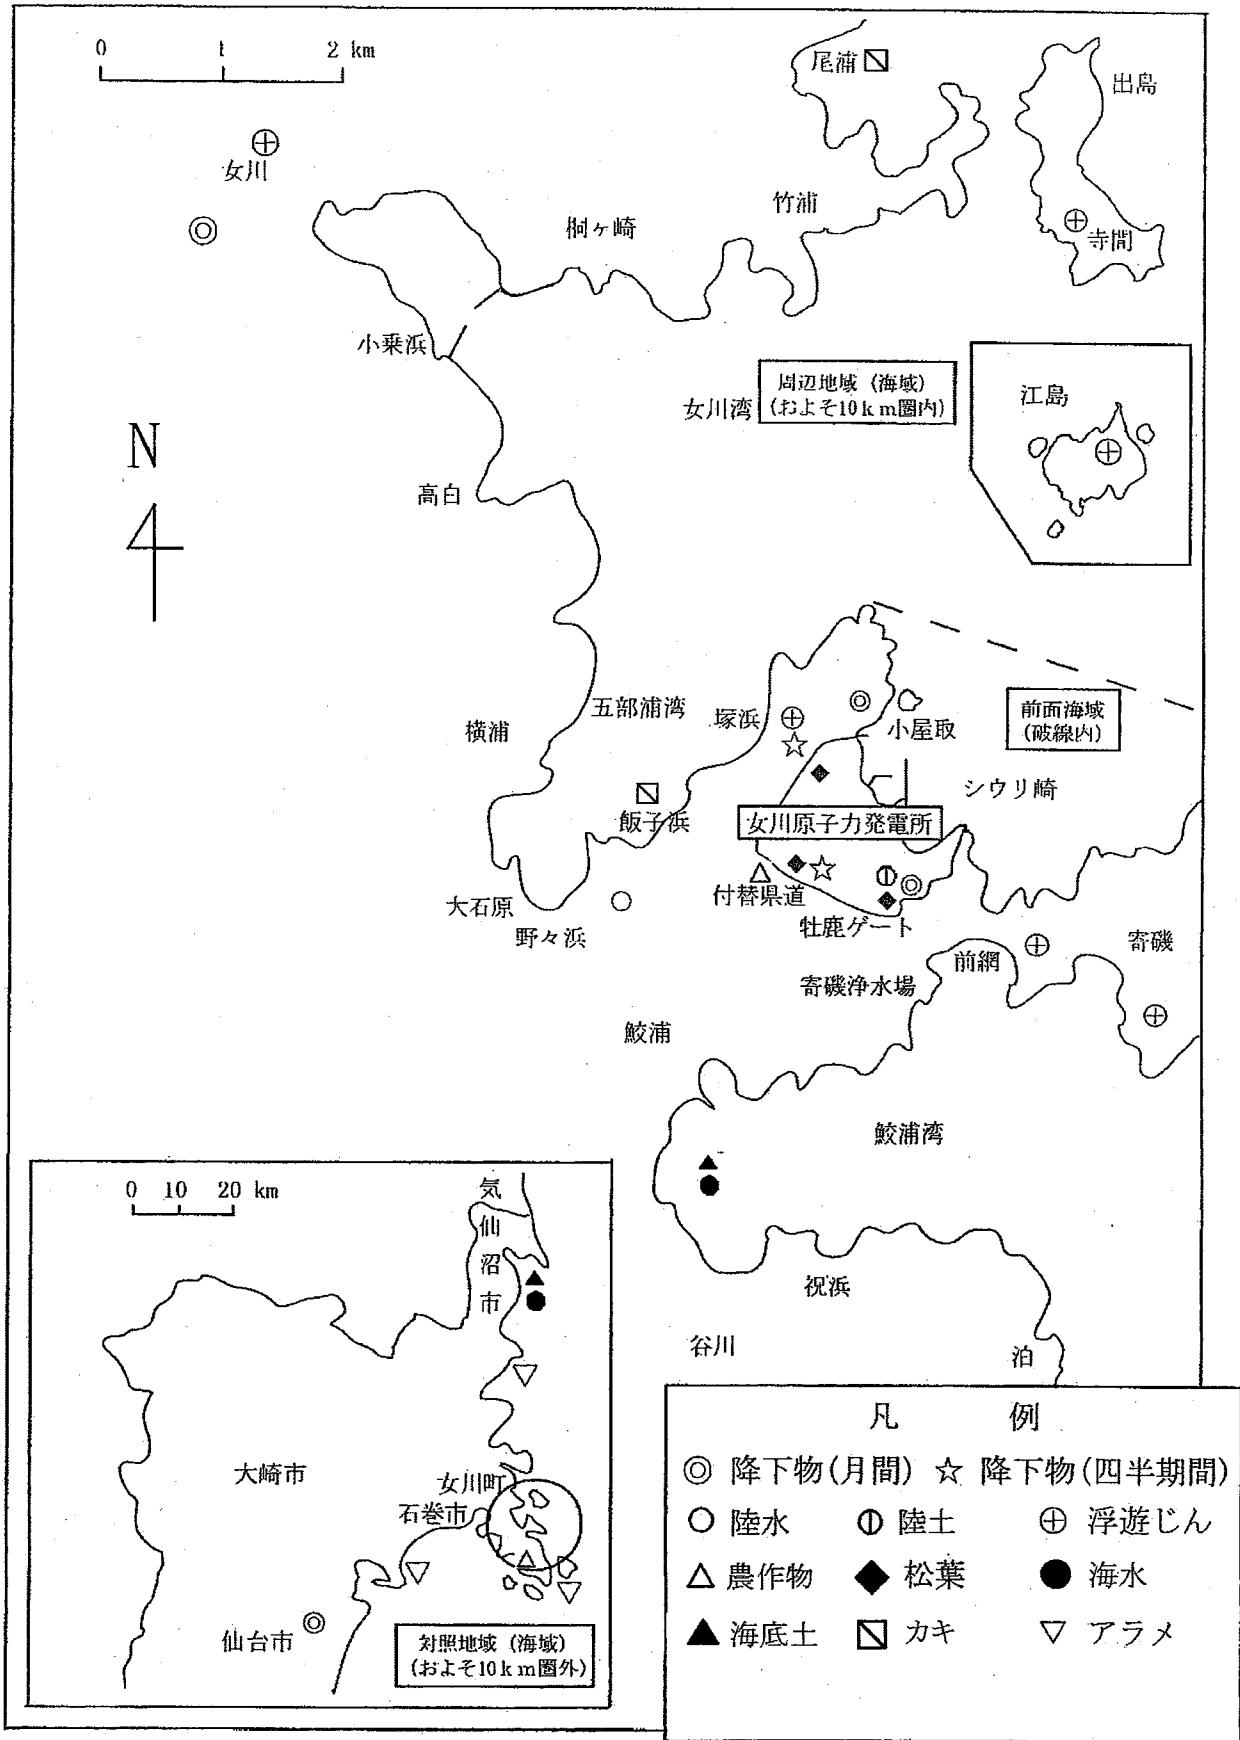 0 1 2 km
尾浦
出島
女川
竹浦
桐ヶ崎
寺間
小乗浜
周辺地域（海域）
(およそ10ｋｍ圏内)
女川湾
江島
N
高白
五部浦湾
塚浜
横浦
小屋取
前面海域
(破線内)
シウリ崎
飯子浜
女川原子力発電所
付替県道
大石原
野々浜
牡鹿ゲート
前網
寄磯
寄磯浄水場
鮫浦
鮫浦湾
祝浜
谷川
泊
0 10 20 km
気仙沼市
大崎市
女川町
石巻市
仙台市
対照地域（海域）
(およそ10ｋｍ圏外)
凡 例
◎ 降下物(月間) ☆ 降下物(四半期間)
○ 陸水 陸土 ⊕ 浮遊じん
△ 農作物 ◆ 松葉 ● 海水
▲ 海底土 カキ ▽ アラメ